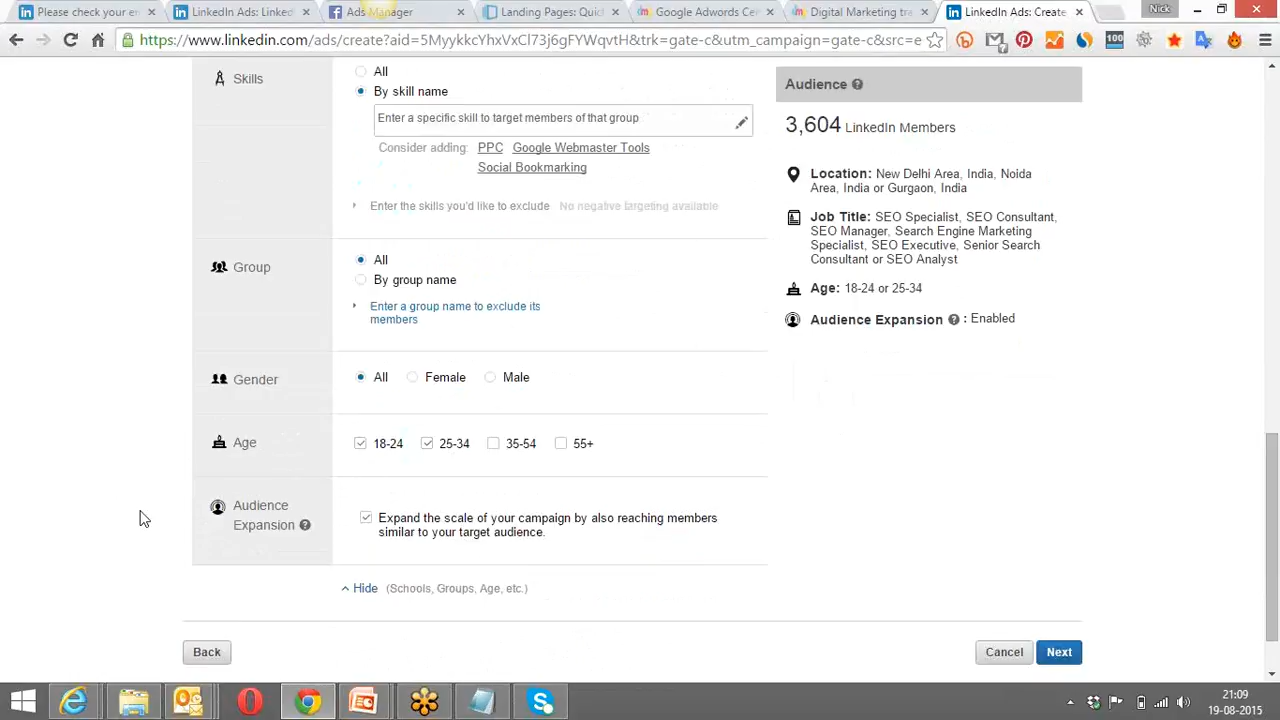 Please check your en
LinkedIn Ads: Linked
Ads Manager
Landing Pages: Quic
Google Adwords Ce
Digital Marketing tra
LinkedIn Ads: Create
Nick
https://www.linkedin.com/ads/create?aid=5MyykkcYhxVxCl73j6gFYWqvtH&trk=gate-c&utm_campaign=gate-c&src=e
100
Skills
All
By skill name
Enter a specific skill to target members of that group
Consider adding: PPC Google Webmaster Tools
Social Bookmarking
Enter the skills you'd like to exclude No negative targeting available
Group
All
By group name
Enter a group name to exclude its
members
Gender
All Female Male
Age
18-24 25-34 35-54 55+
Audience
Expansion
Expand the scale of your campaign by also reaching members
similar to your target audience.
Hide (Schools, Groups, Age, etc.)
Back
Cancel
Next
Audience
3,604 LinkedIn Members
Location: New Delhi Area, India, Noida
Area, India or Gurgaon, India
Job Title: SEO Specialist, SEO Consultant,
SEO Manager, Search Engine Marketing
Specialist, SEO Executive, Senior Search
Consultant or SEO Analyst
Age: 18-24 or 25-34
Audience Expansion : Enabled
21:09
19-08-2015